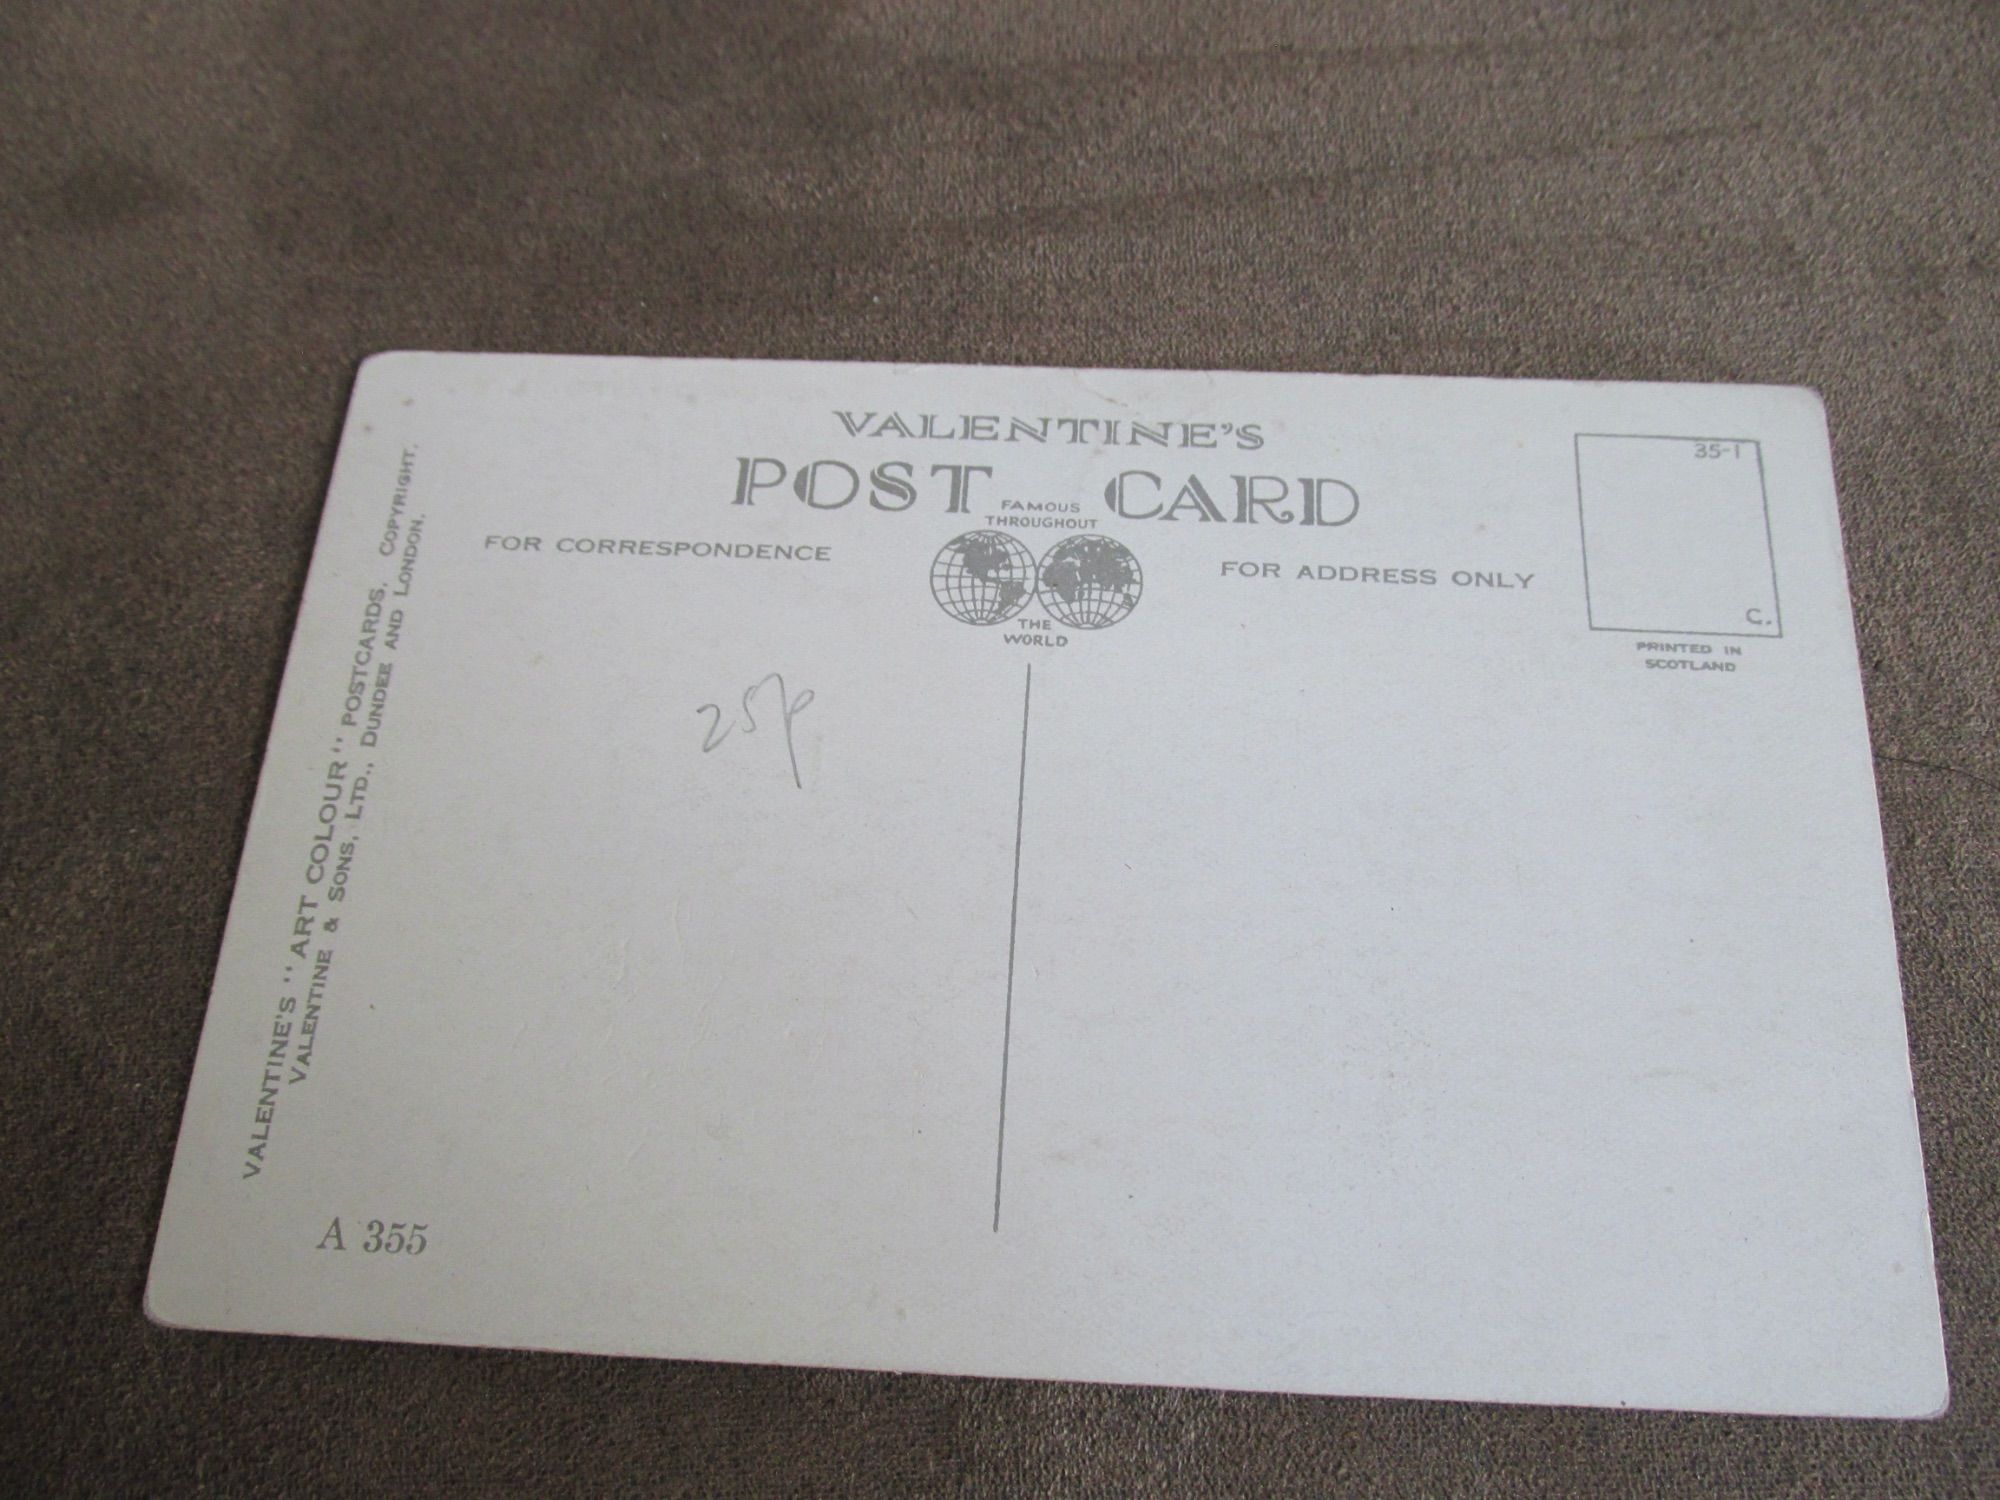 VALENTINE'S
POST CARD
FAMOUS
THROUGHOUT
THE
WORLD
FOR CORRESPONDENCE
FOR ADDRESS ONLY
35-1
C.
PRINTED IN
SCOTLAND
25p
VALENTINE'S "ART COLOUR" POSTCARDS. COPYRIGHT.
VALENTINE & SONS, LTD., DUNDEE AND LONDON.
A 355